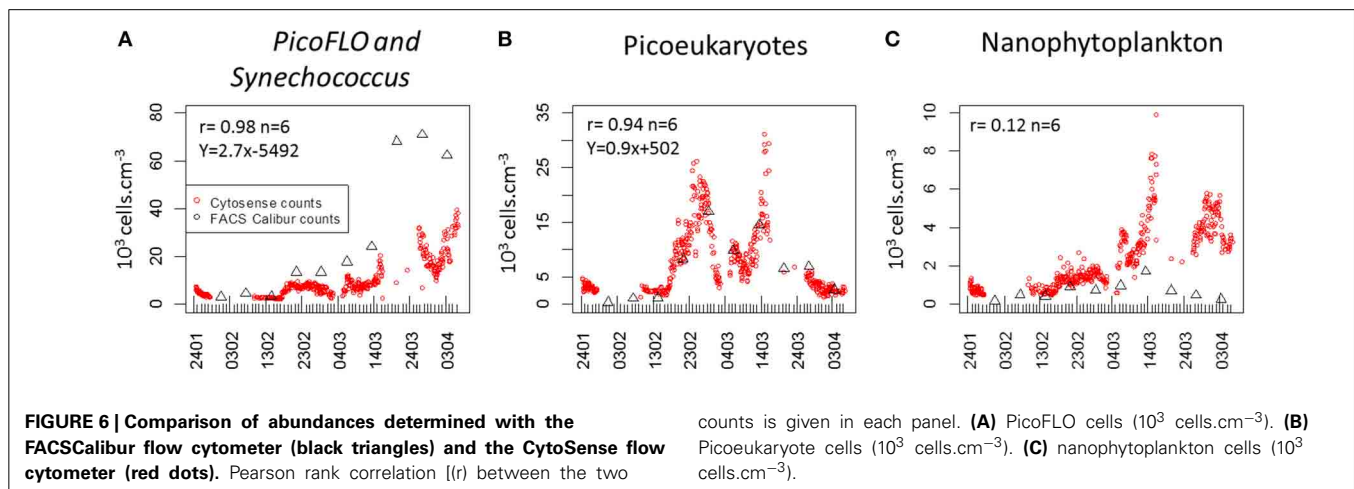 A
PicoFLO and
Synechococcus
80
60
40
20
0
10³ cells.cm⁻³
r= 0.98 n=6
Y=2.7x-5492
Cytosense counts
FACS Calibur counts
2401
0302
1302
2302
0403
1403
2403
0304
B
Picoeukaryotes
35
25
15
5
0
10³ cells.cm⁻³
r= 0.94 n=6
Y=0.9x+502
2401
0302
1302
2302
0403
1403
2403
0304
C
Nanophytoplankton
10
8
6
4
2
0
10³ cells.cm⁻³
r= 0.12 n=6
2401
0302
1302
2302
0403
1403
2403
0304
FIGURE 6 | Comparison of abundances determined with the
FACSCalibur flow cytometer (black triangles) and the CytoSense flow
cytometer (red dots). Pearson rank correlation [(r) between the two
counts is given in each panel. (A) PicoFLO cells (10³ cells.cm⁻³). (B)
Picoeukaryote cells (10³ cells.cm⁻³). (C) nanophytoplankton cells (10³
cells.cm⁻³).